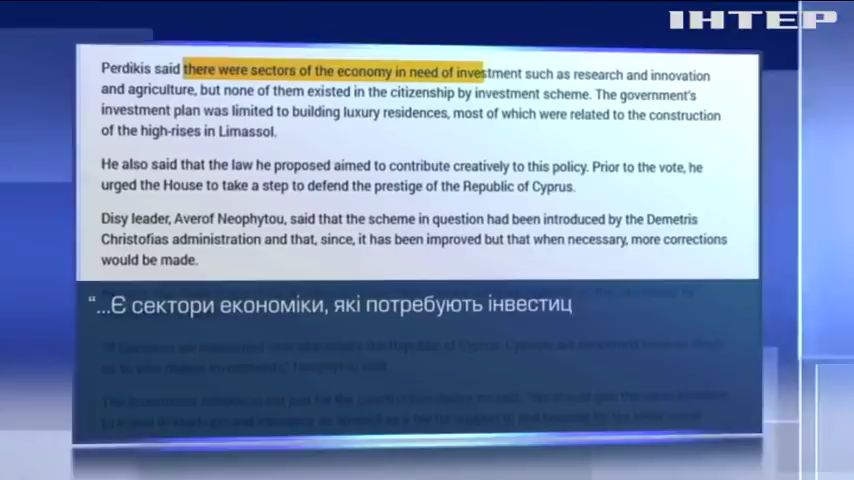 ІНТЕР
Perdikis said there were sectors of the economy in need of investment such as research and innovation
and agriculture, but none of them existed in the citizenship by investment scheme. The government's
investment plan was limited to building luxury residences, most of which were related to the construction
of the high-rises in Limassol.
He also said that the law he proposed aimed to contribute creatively to this policy. Prior to the vote, he
urged the House to take a step to defend the prestige of the Republic of Cyprus.
Disy leader, Averof Neophytou, said that the scheme in question had been introduced by the Demetris
Christofias administration and that, since, it has been improved but that when necessary, more corrections
would be made.
“...Є сектори економіки, які потребують інвестиц